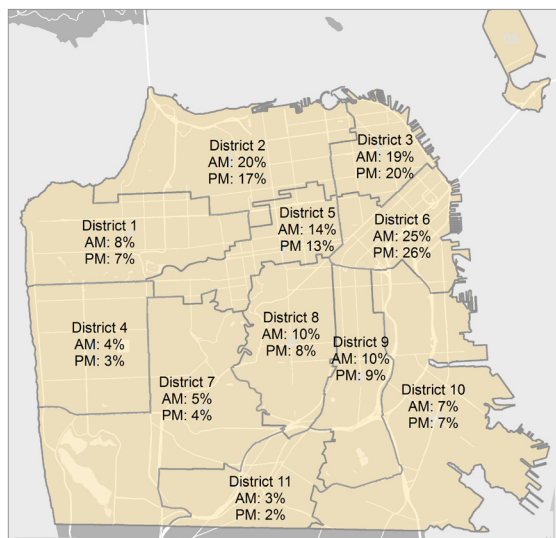 District 2
AM: 20%
PM: 17%
District 3
AM: 19%
PM: 20%
District 1
AM: 8%
PM: 7%
District 5
AM: 14%
PM 13%
District 6
AM: 25%
PM: 26%
District 4
AM: 4%
PM: 3%
District 7
AM: 5%
PM: 4%
District 8
AM: 10%
PM: 8%
District 9
AM: 10%
PM: 9%
District 10
AM: 7%
PM: 7%
District 11
AM: 3%
PM: 2%